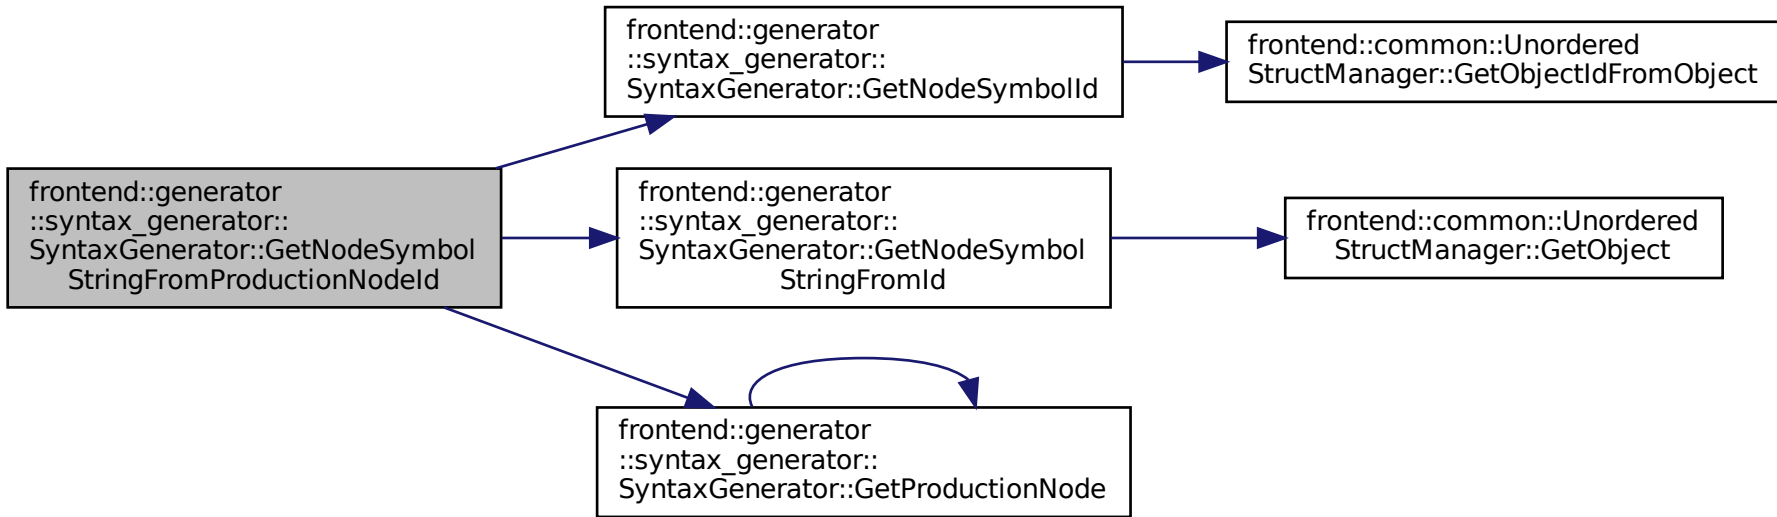 frontend::generator
::syntax_generator::
SyntaxGenerator::GetNodeSymbol
StringFromProductionNodeId
frontend::generator
::syntax_generator::
SyntaxGenerator::GetNodeSymbolId
frontend::common::Unordered
StructManager::GetObjectIdFromObject
frontend::generator
::syntax_generator::
SyntaxGenerator::GetNodeSymbol
StringFromId
frontend::common::Unordered
StructManager::GetObject
frontend::generator
::syntax_generator::
SyntaxGenerator::GetProductionNode